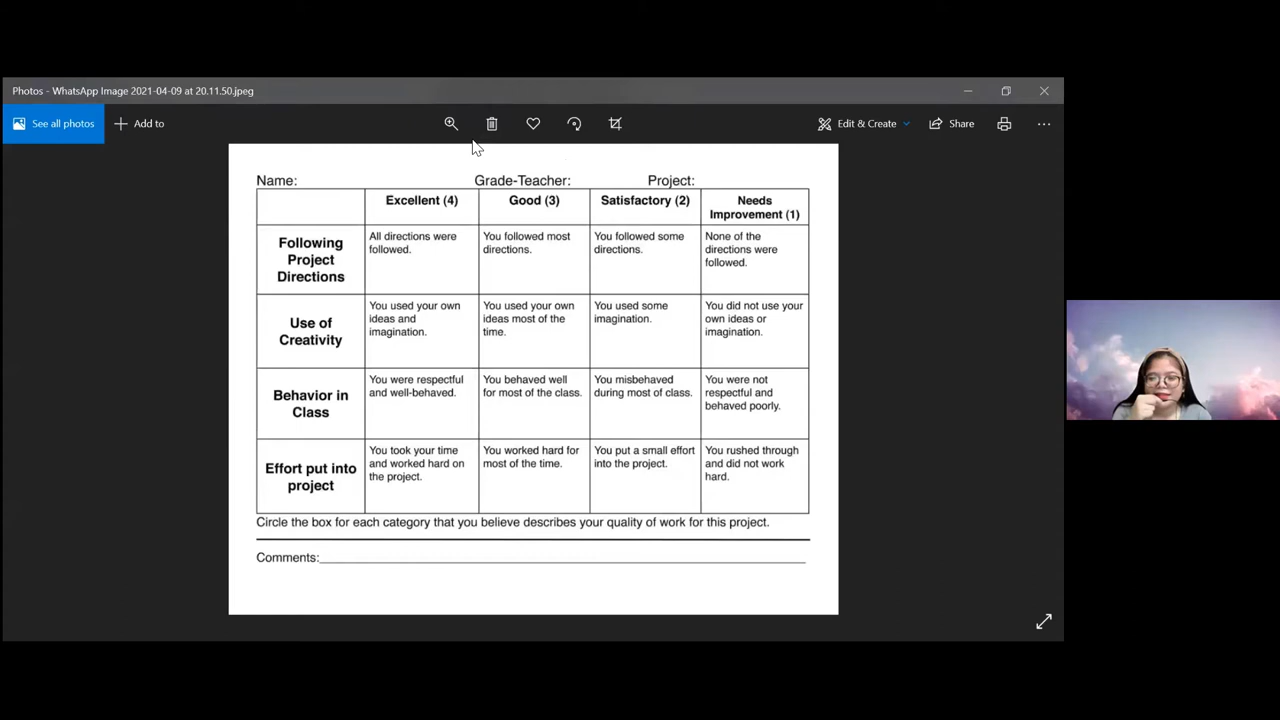 Photos - WhatsApp Image 2021-04-09 at 20.11.50.jpeg
See all photos
Add to
Edit & Create
Share
Name: Grade-Teacher: Project:
Excellent (4) Good (3) Satisfactory (2) Needs
Improvement (1)
Following
Project
Directions
All directions were
followed.
You followed most
directions.
You followed some
directions.
None of the
directions were
followed.
Use of
Creativity
You used your own
ideas and
imagination.
You used your own
ideas most of the
time.
You used some
imagination.
You did not use your
own ideas or
imagination.
Behavior in
Class
You were respectful
and well-behaved.
You behaved well
for most of the class.
You misbehaved
during most of class.
You were not
respectful and
behaved poorly.
Effort put into
project
You took your time
and worked hard on
the project.
You worked hard for
most of the time.
You put a small effort
into the project.
You rushed through
and did not work
hard.
Circle the box for each category that you believe describes your quality of work for this project.
Comments: